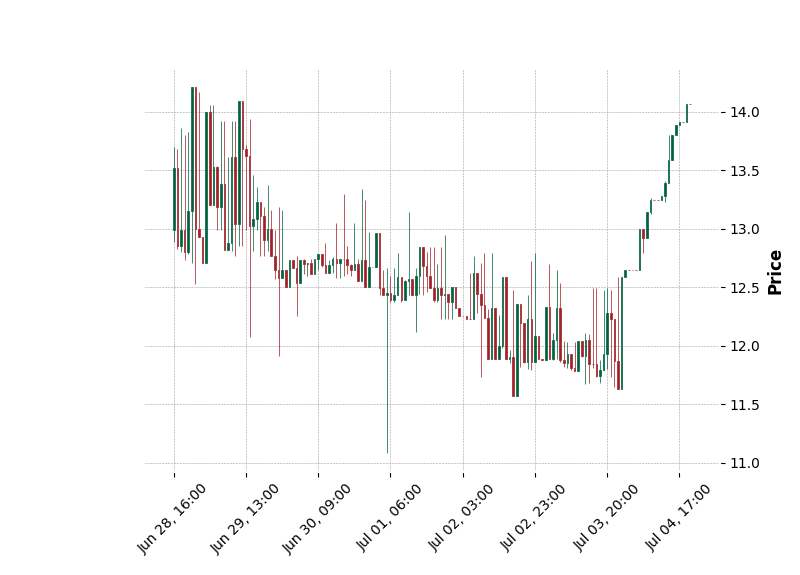 14.0
13.5
13.0
12.5
12.0
11.5
11.0
Price
Jun 28, 16:00
Jun 29, 13:00
Jun 30, 09:00
Jul 01, 06:00
Jul 02, 03:00
Jul 02, 23:00
Jul 03, 20:00
Jul 04, 17:00